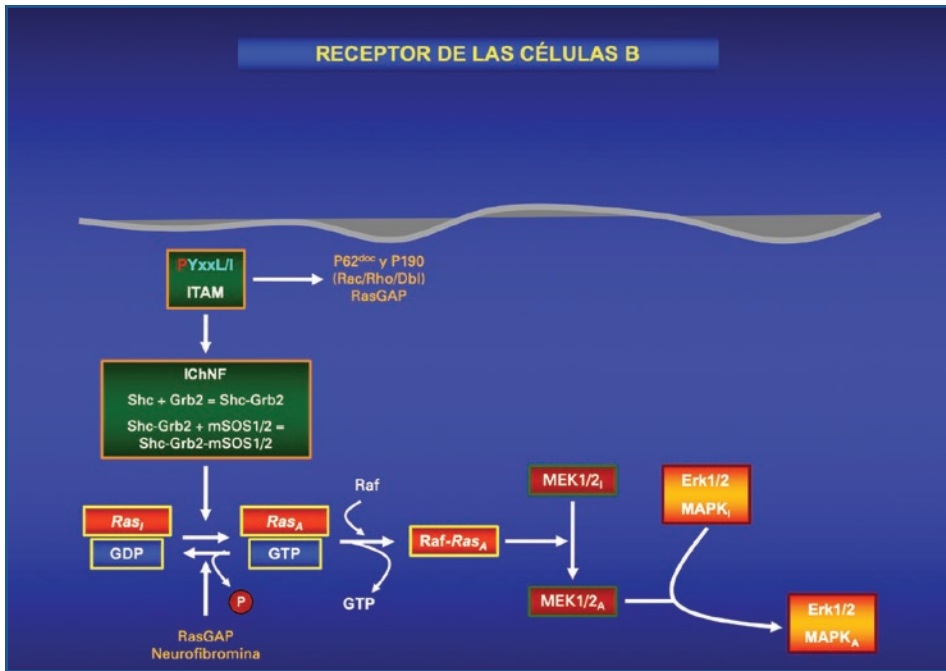 RECEPTOR DE LAS CÉLULAS B
PYxxL/I
ITAM
P62doc y P190
(Rac/Rho/Dbl)
RasGAP
IChNF
Shc + Grb2 = Shc-Grb2
Shc-Grb2 + mSOS1/2 =
Shc-Grb2-mSOS1/2
RasI
GDP
RasA
GTP
P
RasGAP
Neurofibromina
Raf
GTP
Raf-RasA
MEK1/2I
MEK1/2A
Erk1/2
MAPKI
Erk1/2
MAPKA